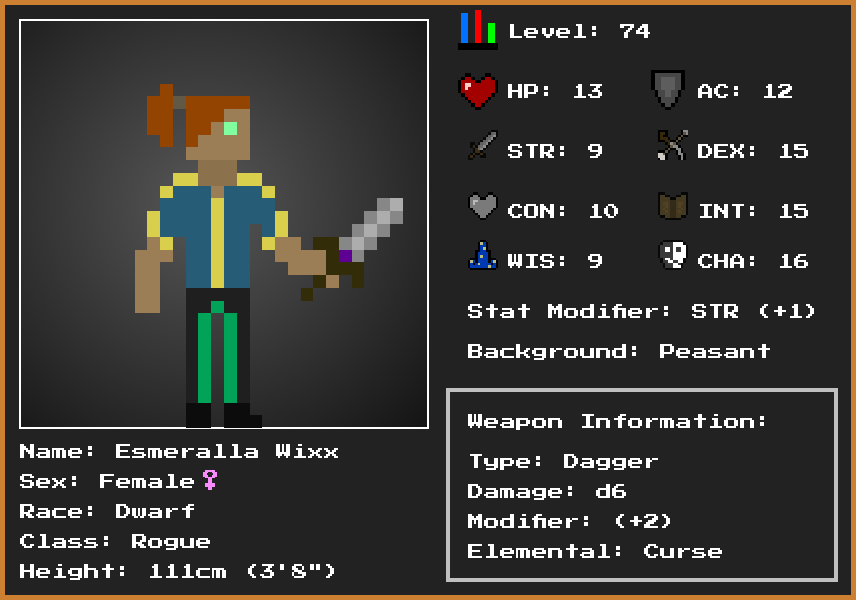 Level: 74
HP: 13
AC: 12
STR: 9
DEX: 15
CON: 10
INT: 15
WIS: 9
CHA: 16
Stat Modifier: STR (+1)
Background: Peasant
Weapon Information:
Type: Dagger
Damage: d6
Modifier: (+2)
Elemental: Curse
Name: Esmeralla Wixx
Sex: Female♀
Race: Dwarf
Class: Rogue
Height: 111cm (3'8")